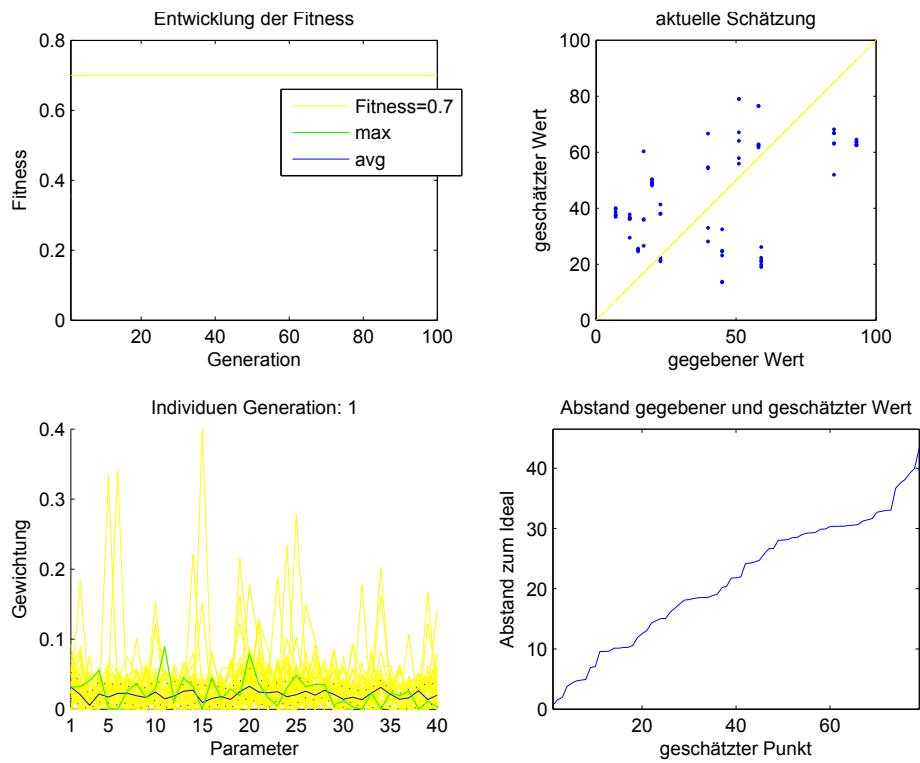 Entwicklung der Fitness
0.8
0.6
0.4
0.2
0
20
40
60
80
100
Fitness
Generation
Fitness=0.7
max
avg
aktuelle Schätzung
100
80
60
40
20
0
0
50
100
geschätzter Wert
gegebener Wert
Individuen Generation: 1
0.4
0.3
0.2
0.1
0
1
5
10
15
20
25
30
35
40
Gewichtung
Parameter
Abstand gegebener und geschätzter Wert
40
30
20
10
0
20
40
60
Abstand zum Ideal
geschätzter Punkt